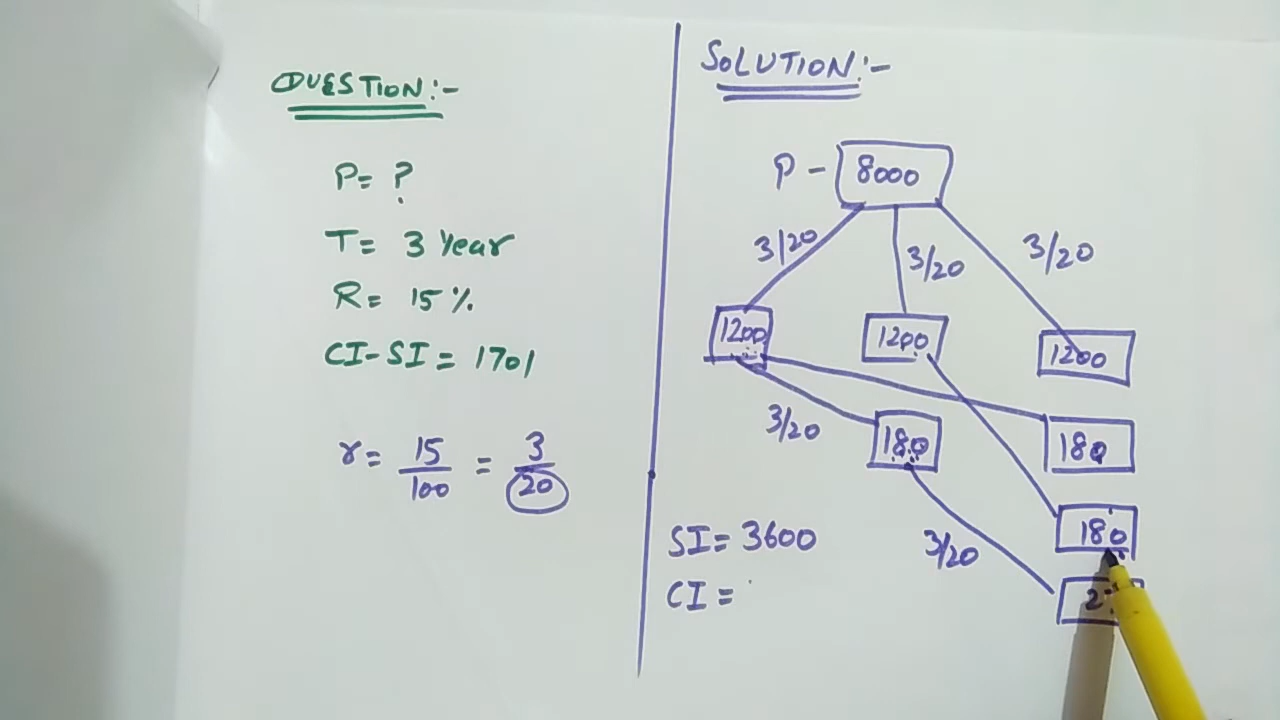 QUESTION:-
P= ?
T= 3 Year
R= 15%
CI-SI= 1701
r= 15/100 = 3/20
SOLUTION:-
P - 8000
3/20 3/20 3/20
1200 1200 1200
3/20 180 180
180
SI= 3600 3/20
CI=